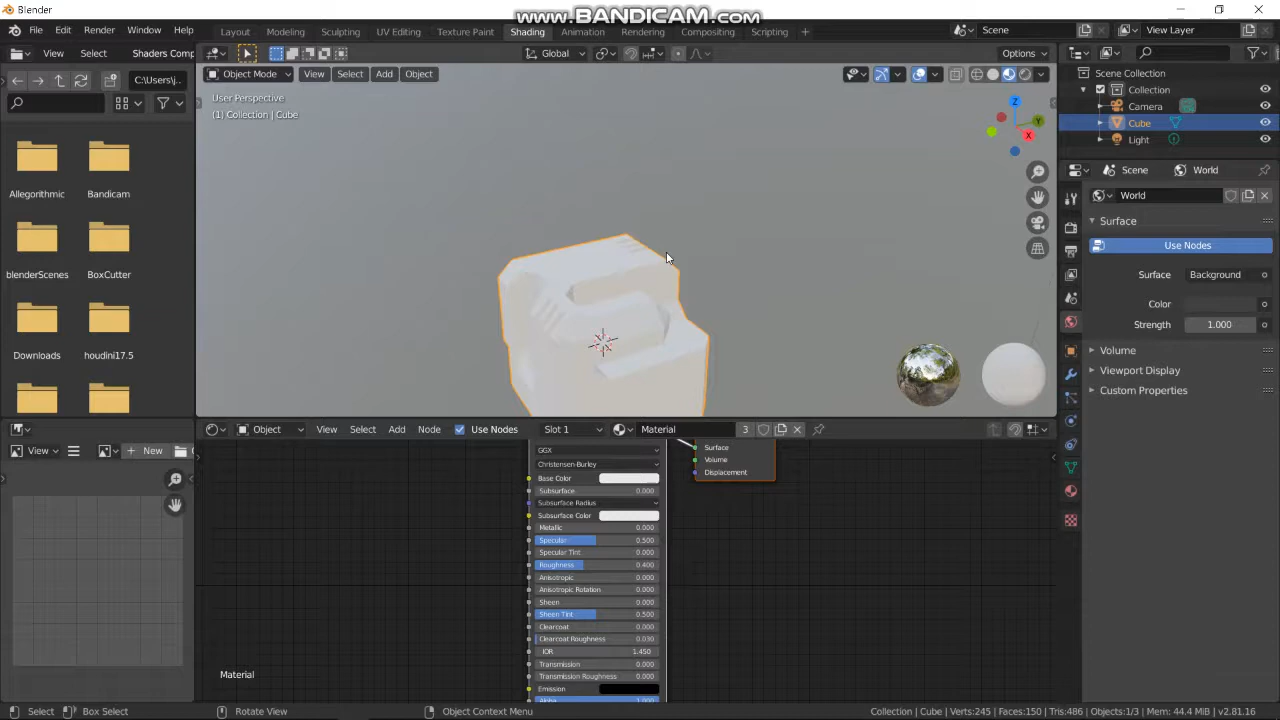 Blender
www.BANDICAM.com
File Edit Render Window Help
Layout Modeling Sculpting UV Editing Texture Paint Shading Animation Rendering Compositing Scripting +
Scene
View Layer
View Select Shaders Comp
Global
Options
Object Mode View Select Add Object
C:\Users\j...
User Perspective
(1) Collection | Cube
Z
Y
X
Allegorithmic
Bandicam
blenderScenes
BoxCutter
Downloads
houdini17.5
Scene Collection
Collection
Camera
Cube
Light
Scene
World
World
Surface
Use Nodes
Surface Background
Color
Strength 1.000
Volume
Viewport Display
Custom Properties
View
New
Object View Select Add Node Use Nodes Slot 1 Material 3
Surface
Volume
Displacement
GGX
Christensen-Burley
Base Color
Subsurface 0.000
Subsurface Radius
Subsurface Color
Metallic 0.000
Specular 0.500
Specular Tint 0.000
Roughness 0.400
Anisotropic 0.000
Anisotropic Rotation 0.000
Sheen 0.000
Sheen Tint 0.500
Clearcoat 0.000
Clearcoat Roughness 0.030
IOR 1.450
Transmission 0.000
Transmission Roughness 0.000
Emission
Alpha 1.000
Material
Select Box Select Rotate View Object Context Menu
Collection | Cube | Verts:245 | Faces:150 | Tris:486 | Objects:1/3 | Mem: 44.4 MiB | v2.81.16